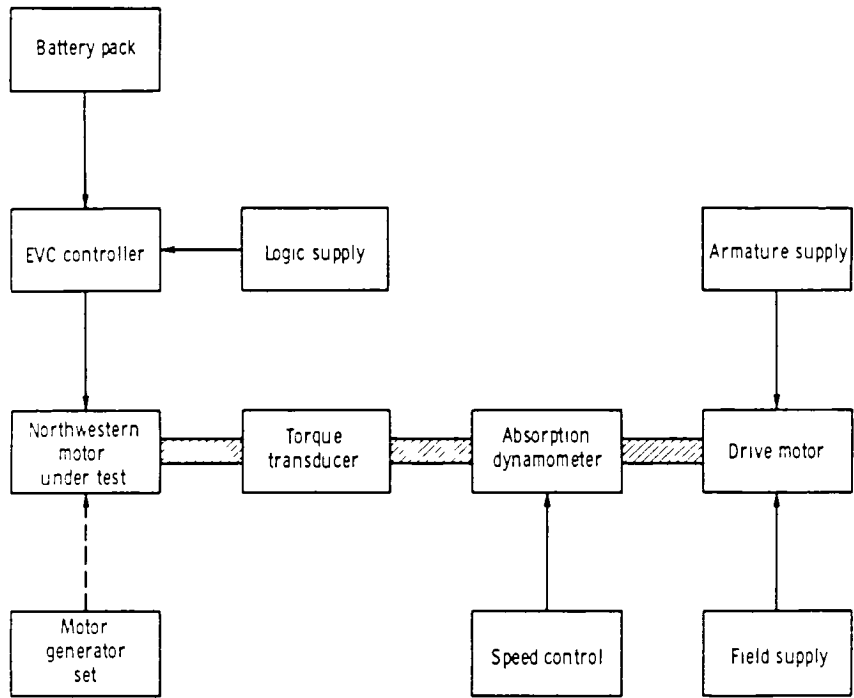 Battery pack
EVC controller
Logic supply
Armature supply
Northwestern
motor
under test
Torque
transducer
Absorption
dynamometer
Drive motor
Motor
generator
set
Speed control
Field supply